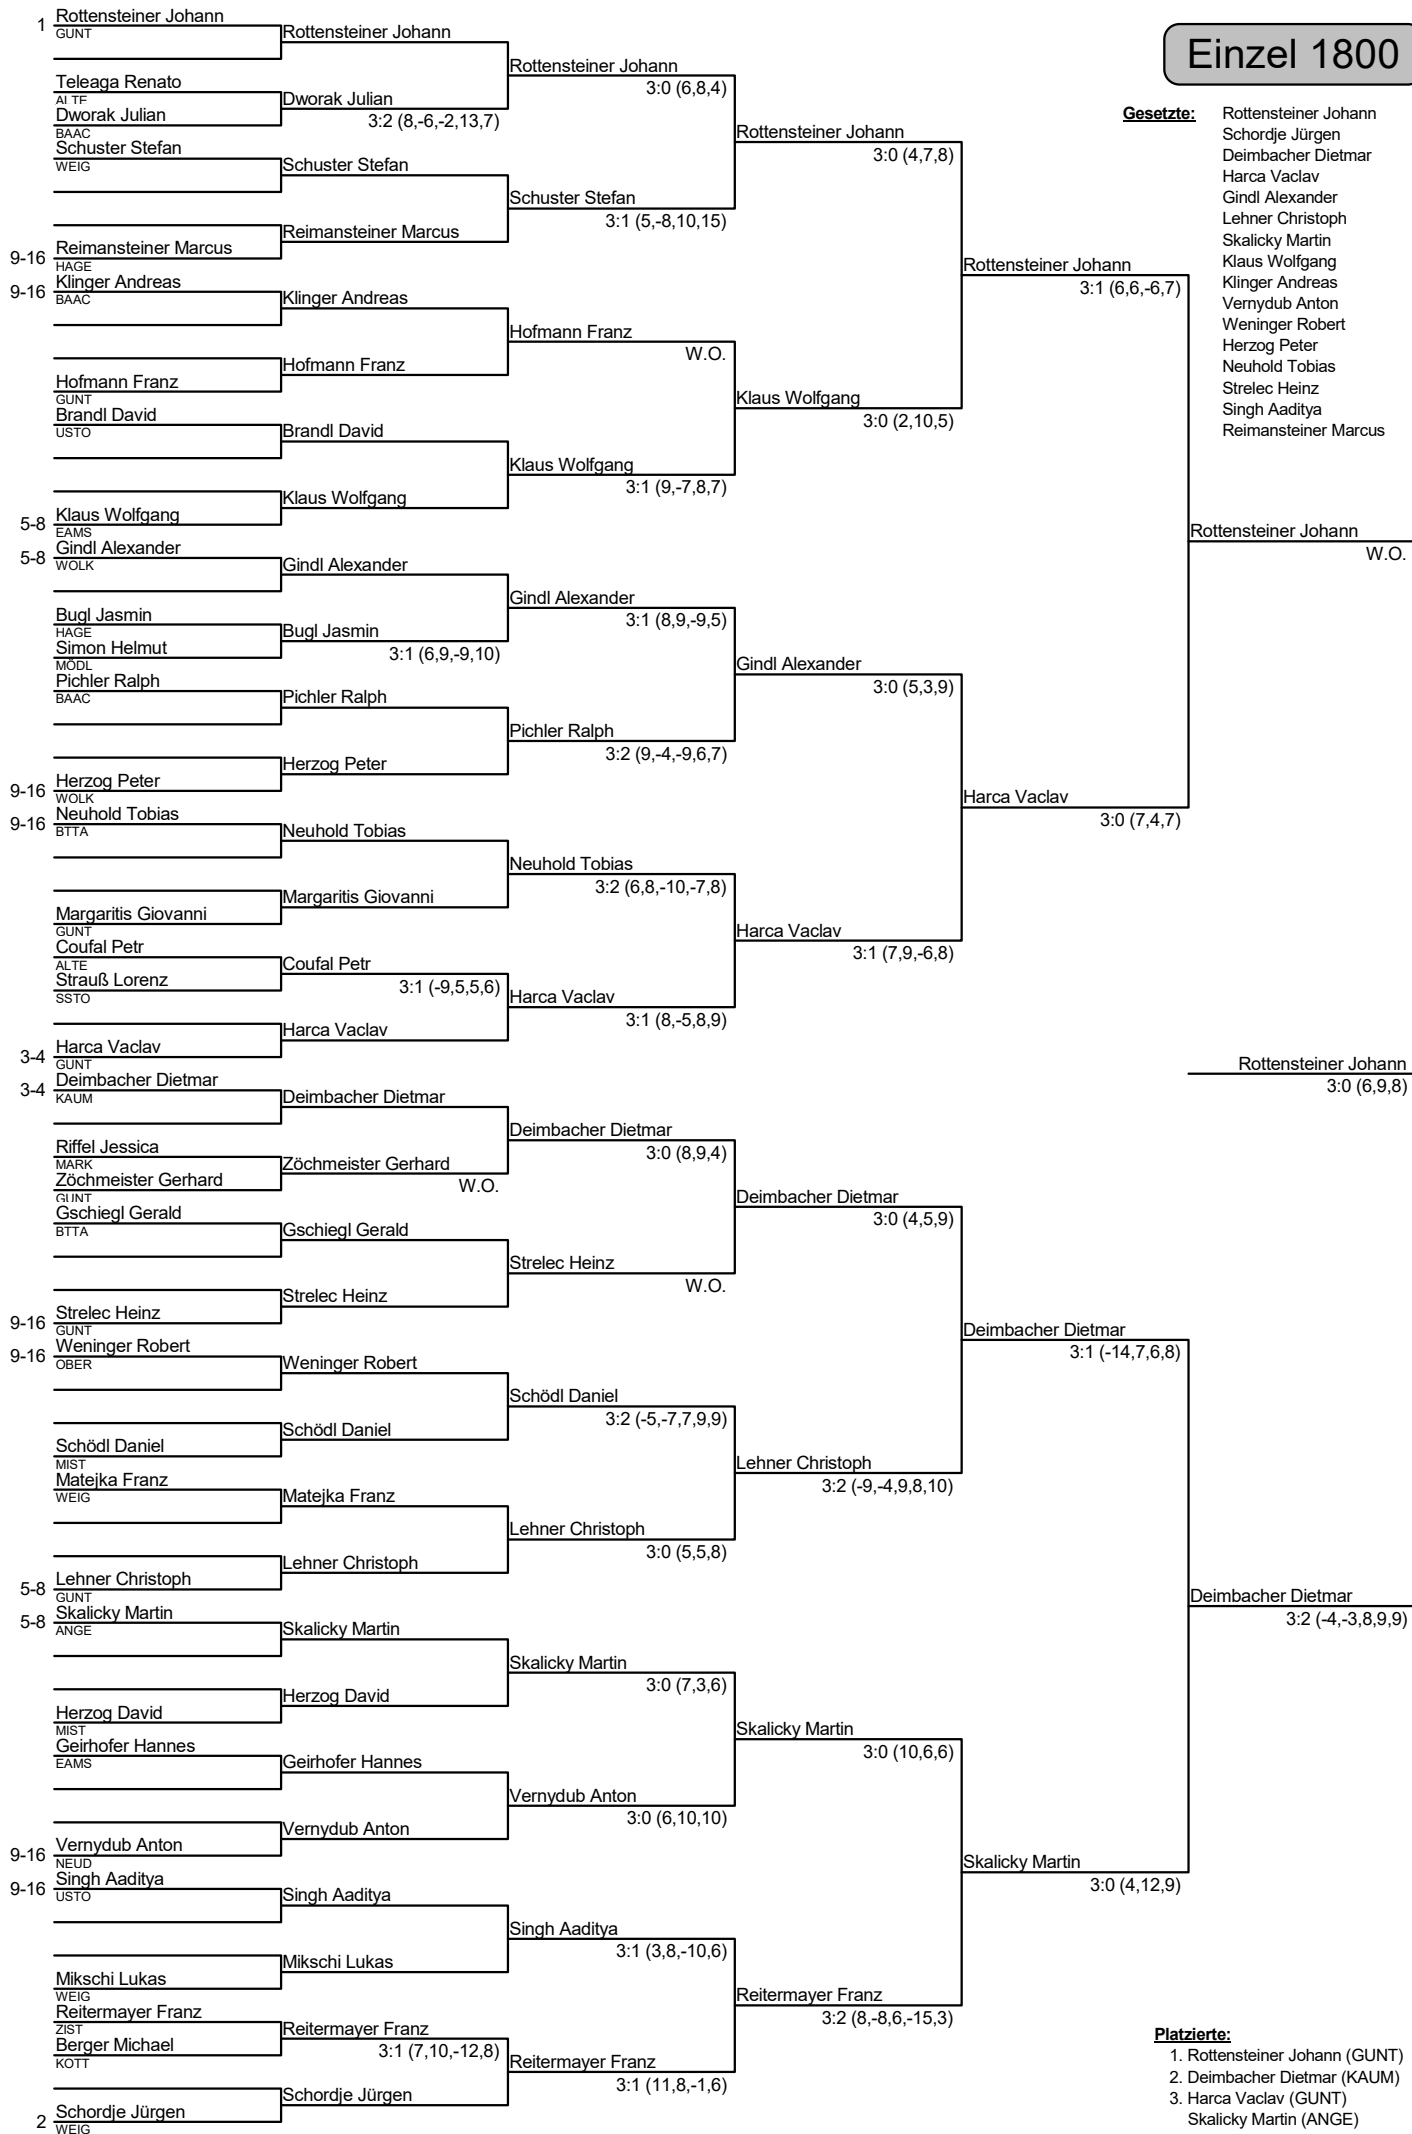 Einzel 1800
Gesetzte:
Rottensteiner Johann
Schordje Jürgen
Deimbacher Dietmar
Harca Vaclav
Gindl Alexander
Lehner Christoph
Skalicky Martin
Klaus Wolfgang
Klinger Andreas
Vernydub Anton
Weninger Robert
Herzog Peter
Neuhold Tobias
Strelec Heinz
Singh Aaditya
Reimansteiner Marcus
1 Rottensteiner Johann
GUNT
Teleaga Renato
ALTE
Dworak Julian
BAAC
Schuster Stefan
WEIG
9-16 Reimansteiner Marcus
HAGE
9-16 Klinger Andreas
BAAC
Hofmann Franz
GUNT
Brandl David
USTO
5-8 Klaus Wolfgang
EAMS
5-8 Gindl Alexander
WOLK
Bugl Jasmin
HAGE
Simon Helmut
MÖDL
Pichler Ralph
BAAC
9-16 Herzog Peter
WOLK
9-16 Neuhold Tobias
BTTA
Margaritis Giovanni
GUNT
Coufal Petr
ALTE
Strauß Lorenz
SSTO
3-4 Harca Vaclav
GUNT
3-4 Deimbacher Dietmar
KAUM
Riffel Jessica
MARK
Zöchmeister Gerhard
GUNT
Gschiegl Gerald
BTTA
9-16 Strelec Heinz
GUNT
9-16 Weninger Robert
OBER
Schödl Daniel
MIST
Matejka Franz
WEIG
5-8 Lehner Christoph
GUNT
5-8 Skalicky Martin
ANGE
Herzog David
MIST
Geirhofer Hannes
EAMS
9-16 Vernydub Anton
NEUD
9-16 Singh Aaditya
USTO
Mikschi Lukas
WEIG
Reitermayer Franz
ZIST
Berger Michael
KOTT
2 Schordje Jürgen
WEIG
Rottensteiner Johann
Dworak Julian
3:2 (8,-6,-2,13,7)
Schuster Stefan
Reimansteiner Marcus
Klinger Andreas
Hofmann Franz
Brandl David
Klaus Wolfgang
Gindl Alexander
Bugl Jasmin
3:1 (6,9,-9,10)
Pichler Ralph
Herzog Peter
Neuhold Tobias
Margaritis Giovanni
Coufal Petr
3:1 (-9,5,5,6)
Harca Vaclav
Deimbacher Dietmar
Zöchmeister Gerhard
W.O.
Gschiegl Gerald
Strelec Heinz
Weninger Robert
Schödl Daniel
Matejka Franz
Lehner Christoph
Skalicky Martin
Herzog David
Geirhofer Hannes
Vernydub Anton
Singh Aaditya
Mikschi Lukas
Reitermayer Franz
3:1 (7,10,-12,8)
Schordje Jürgen
Rottensteiner Johann
3:0 (6,8,4)
Schuster Stefan
3:1 (5,-8,10,15)
Hofmann Franz
W.O.
Klaus Wolfgang
3:1 (9,-7,8,7)
Gindl Alexander
3:1 (8,9,-9,5)
Pichler Ralph
3:2 (9,-4,-9,6,7)
Neuhold Tobias
3:2 (6,8,-10,-7,8)
Harca Vaclav
3:1 (8,-5,8,9)
Deimbacher Dietmar
3:0 (8,9,4)
Strelec Heinz
W.O.
Schödl Daniel
3:2 (-5,-7,7,9,9)
Lehner Christoph
3:0 (5,5,8)
Skalicky Martin
3:0 (7,3,6)
Vernydub Anton
3:0 (6,10,10)
Singh Aaditya
3:1 (3,8,-10,6)
Reitermayer Franz
3:1 (11,8,-1,6)
Rottensteiner Johann
3:0 (4,7,8)
Klaus Wolfgang
3:0 (2,10,5)
Gindl Alexander
3:0 (5,3,9)
Harca Vaclav
3:1 (7,9,-6,8)
Deimbacher Dietmar
3:0 (4,5,9)
Lehner Christoph
3:2 (-9,-4,9,8,10)
Skalicky Martin
3:0 (10,6,6)
Reitermayer Franz
3:2 (8,-8,6,-15,3)
Rottensteiner Johann
3:1 (6,6,-6,7)
Harca Vaclav
3:0 (7,4,7)
Deimbacher Dietmar
3:1 (-14,7,6,8)
Skalicky Martin
3:0 (4,12,9)
Rottensteiner Johann
W.O.
Deimbacher Dietmar
3:2 (-4,-3,8,9,9)
Rottensteiner Johann
3:0 (6,9,8)
Platzierte:
1. Rottensteiner Johann (GUNT)
2. Deimbacher Dietmar (KAUM)
3. Harca Vaclav (GUNT)
Skalicky Martin (ANGE)